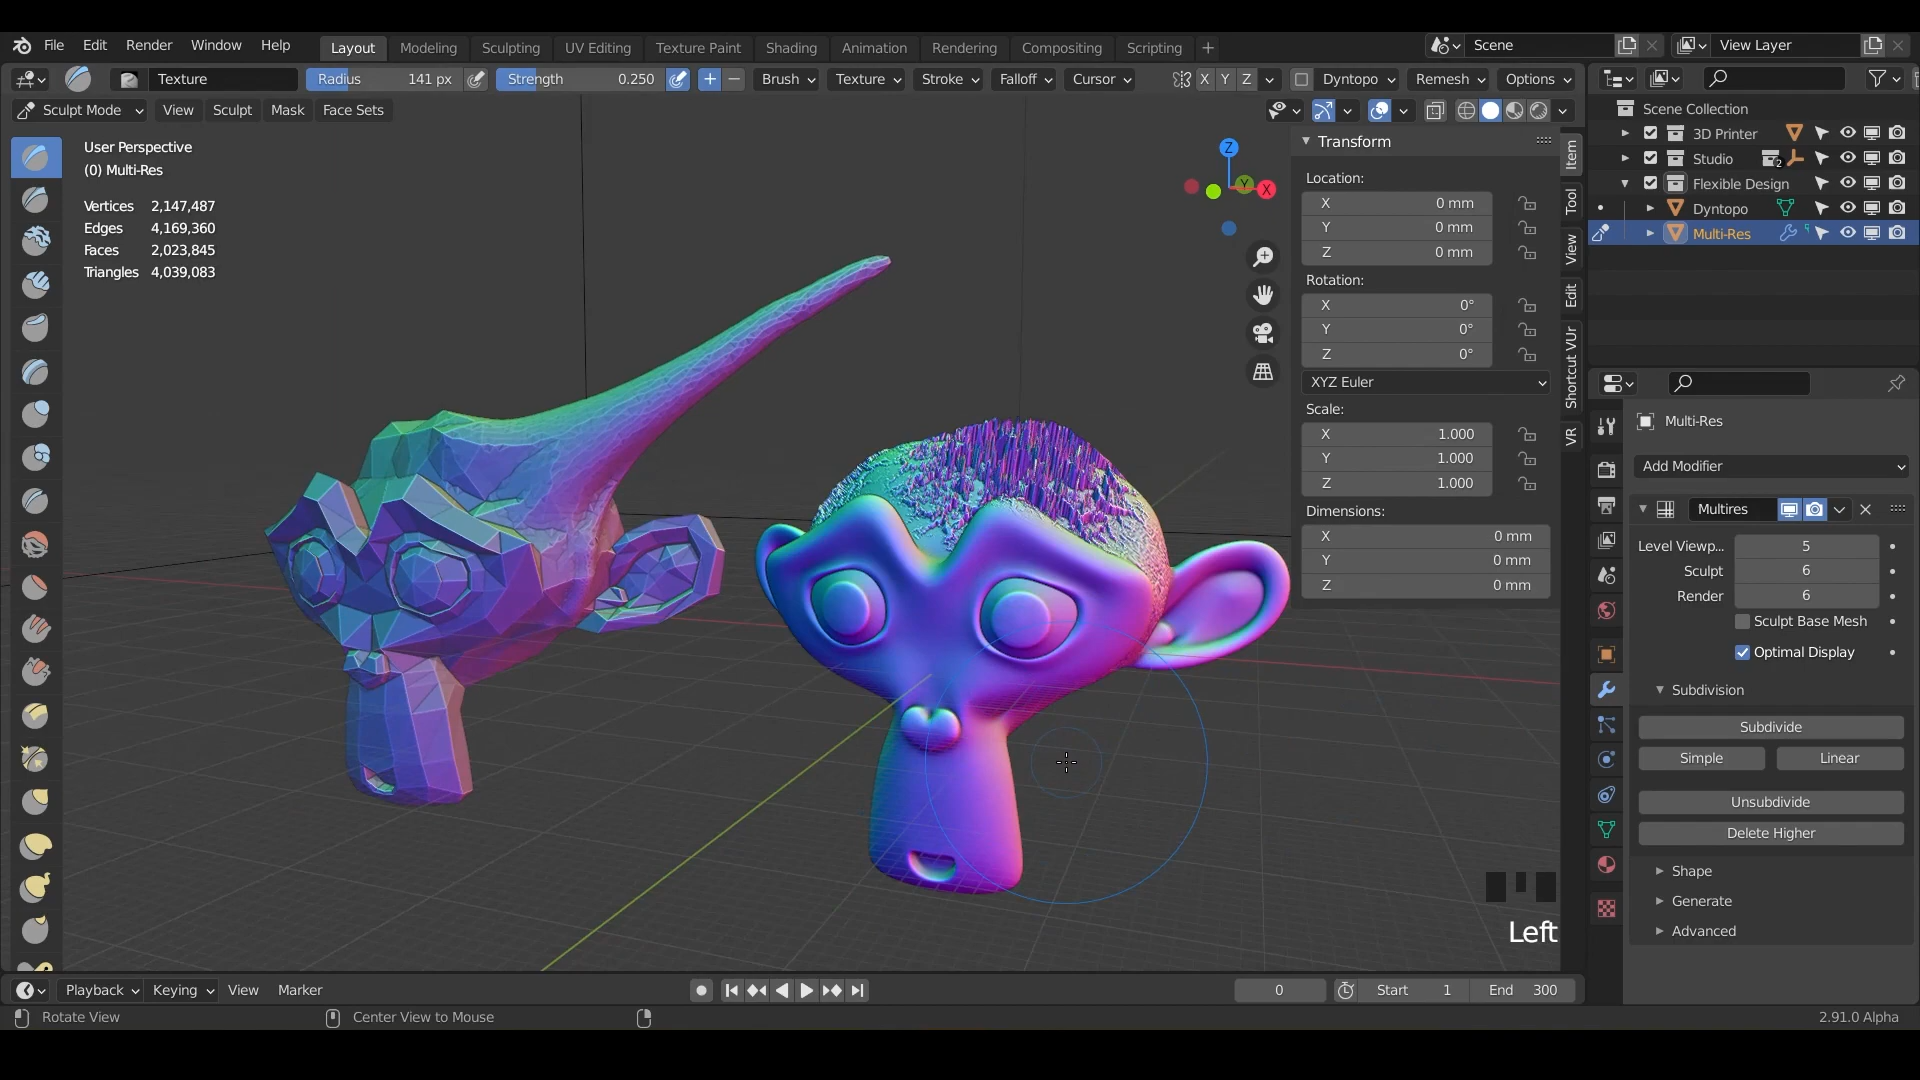 File Edit Render Window Help Layout Modeling Sculpting UV Editing Texture Paint Shading Animation Rendering Compositing Scripting + Scene View Layer
Texture Radius 141 px Strength 0.250 Brush Texture Stroke Falloff Cursor X Y Z Dyntopo Remesh Options
Sculpt Mode View Sculpt Mask Face Sets
User Perspective
(0) Multi-Res
Vertices 2,147,487
Edges 4,169,360
Faces 2,023,845
Triangles 4,039,083
Z
Y
X
Transform
Location:
X 0 mm
Y 0 mm
Z 0 mm
Rotation:
X 0°
Y 0°
Z 0°
XYZ Euler
Scale:
X 1.000
Y 1.000
Z 1.000
Dimensions:
X 0 mm
Y 0 mm
Z 0 mm
Item
Tool
View
Edit
Shortcut VUr
VR
Scene Collection
3D Printer
Studio 2
Flexible Design
Dyntopo
Multi-Res
Multi-Res
Add Modifier
Multires
Level Viewp... 5
Sculpt 6
Render 6
Sculpt Base Mesh
Optimal Display
Subdivision
Subdivide
Simple Linear
Unsubdivide
Delete Higher
Shape
Generate
Advanced
Left
Playback Keying View Marker 0 Start 1 End 300
Rotate View Center View to Mouse 2.91.0 Alpha